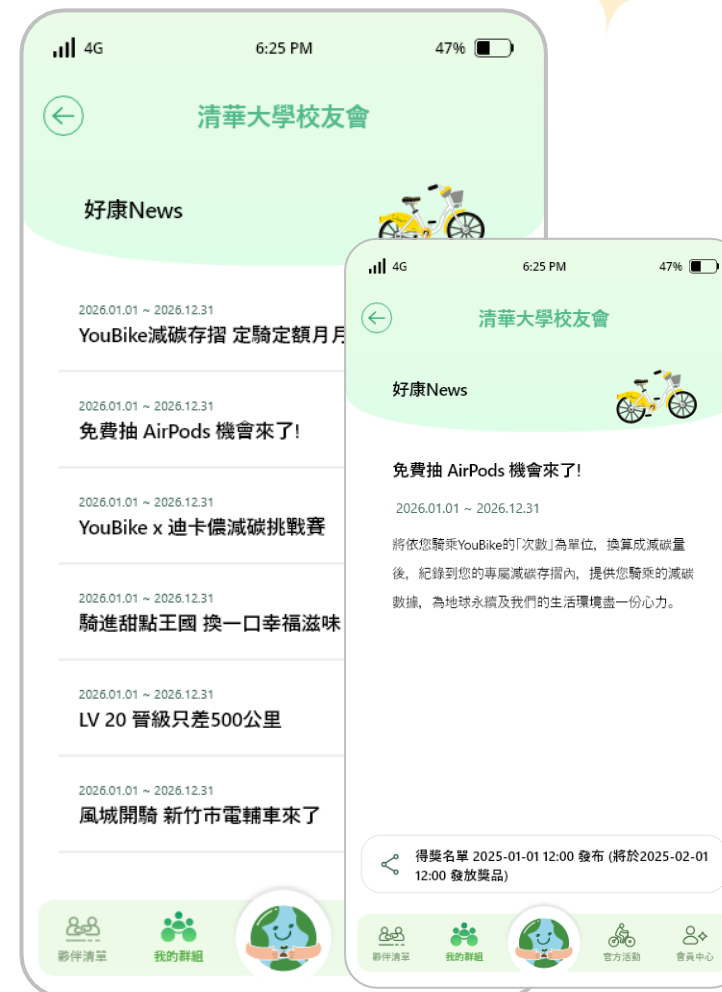 4G
6:25 PM
47%
清華大學校友會
好康News
2026.01.01 ~ 2026.12.31
YouBike減碳存摺 定騎定額月月
2026.01.01 ~ 2026.12.31
免費抽 AirPods 機會來了!
2026.01.01 ~ 2026.12.31
YouBike x 迪卡儂減碳挑戰賽
2026.01.01 ~ 2026.12.31
騎進甜點王國 換一口幸福滋味
2026.01.01 ~ 2026.12.31
LV 20 晉級只差500公里
2026.01.01 ~ 2026.12.31
風城開騎 新竹市電輔車來了
夥伴清單
我的群組
4G
6:25 PM
47%
清華大學校友會
好康News
免費抽 AirPods 機會來了!
2026.01.01 ~ 2026.12.31
將依您騎乘YouBike的「次數」為單位，換算成減碳量
後，紀錄到您的專屬減碳存摺內，提供您騎乘的減碳
數據，為地球永續及我們的生活環境盡一份心力。
得獎名單 2025-01-01 12:00 發布 (將於2025-02-01
12:00 發放獎品)
夥伴清單
我的群組
官方活動
會員中心